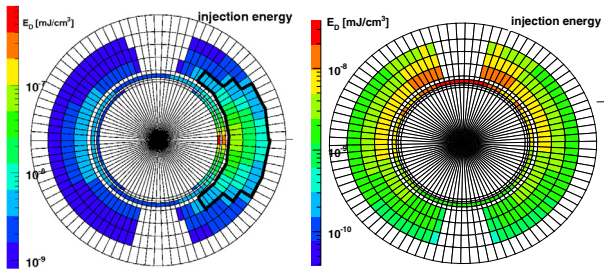 E_D [mJ/cm²]
injection energy
10⁻⁷
10⁻⁸
10⁻⁹
E_D [mJ/cm³]
injection energy
10⁻⁸
10⁻⁹
10⁻¹⁰